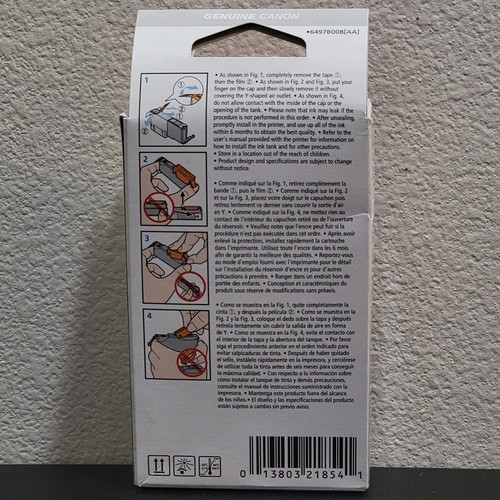 GENUINE CANON
•6497B008[AA]
1
• As shown in Fig. 1, completely remove the tape ①,
then the film ②. • As shown in Fig. 2 and Fig. 3, put your
finger on the cap and then slowly remove it without
covering the Y-shaped air outlet. • As shown in Fig. 4,
do not allow contact with the inside of the cap or the
opening of the tank. • Please note that ink may leak if the
procedure is not performed in this order. • After unsealing,
promptly install in the printer, and use up all of the ink
within 6 months to obtain the best quality. • Refer to the
user's manual provided with the printer for information on
how to install the ink tank and for other precautions.
• Store in a location out of the reach of children.
• Product design and specifications are subject to change
without notice.
2
• Comme indiqué sur la Fig. 1, retirez complètement la
bande ①, puis le film ②. • Comme indiqué sur la Fig. 2
et sur la Fig. 3, placez votre doigt sur le capuchon puis
retirez lentement ce dernier sans couvrir la sortie d'air
en Y. • Comme indiqué sur la Fig. 4, ne mettez rien au
contact de l'intérieur du capuchon retiré ou de l'ouverture
du réservoir. • Veuillez noter que l'encre peut fuir si la
procédure n'est pas exécutée dans cet ordre. • Après avoir
enlevé la protection, installez rapidement la cartouche
dans l'imprimante. Utilisez toute l'encre dans les 6 mois
afin de garantir la meilleure des qualités. • Reportez-vous
au mode d'emploi fourni avec l'imprimante pour le détail
sur l'installation du réservoir d'encre et pour d'autres
précautions à prendre. • Ranger dans un endroit hors de
portée des enfants. • Conception et caractéristiques du
produit sous réserve de modifications sans préavis.
3
4
• Como se muestra en la Fig. 1, quite completamente la
cinta ①, y después la película ②. • Como se muestra en la
Fig. 2 y la Fig. 3, coloque el dedo sobre la tapa y después
retírela lentamente sin cubrir la salida de aire en forma
de Y. • Como se muestra en la Fig. 4, evite el contacto con
el interior de la tapa y la abertura del tanque. • Por favor
siga el procedimiento anterior en el orden indicado para
evitar salpicaduras de tinta. • Después de haber quitado
el sello, instálelo rápidamente en la impresora, y cerciórese
de utilizar toda la tinta antes de seis meses para conseguir
la máxima calidad. • Con respecto a la información sobre
cómo instalar el tanque de tinta y demás precauciones,
consulte el manual de instrucciones suministrado con la
impresora. • Mantenga este producto fuera del alcance
de los niños.• El diseño y las especificaciones del producto
están sujetos a cambio sin previo aviso.
0 13803 21854 1